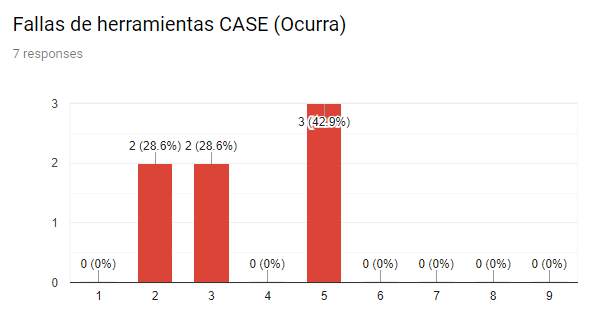 Fallas de herramientas CASE (Ocurra)
7 responses
3
3 (42.9%)
2 (28.6%) 2 (28.6%)
2
1
0 (0%) 0 (0%) 0 (0%) 0 (0%) 0 (0%) 0 (0%)
0
1 2 3 4 5 6 7 8 9